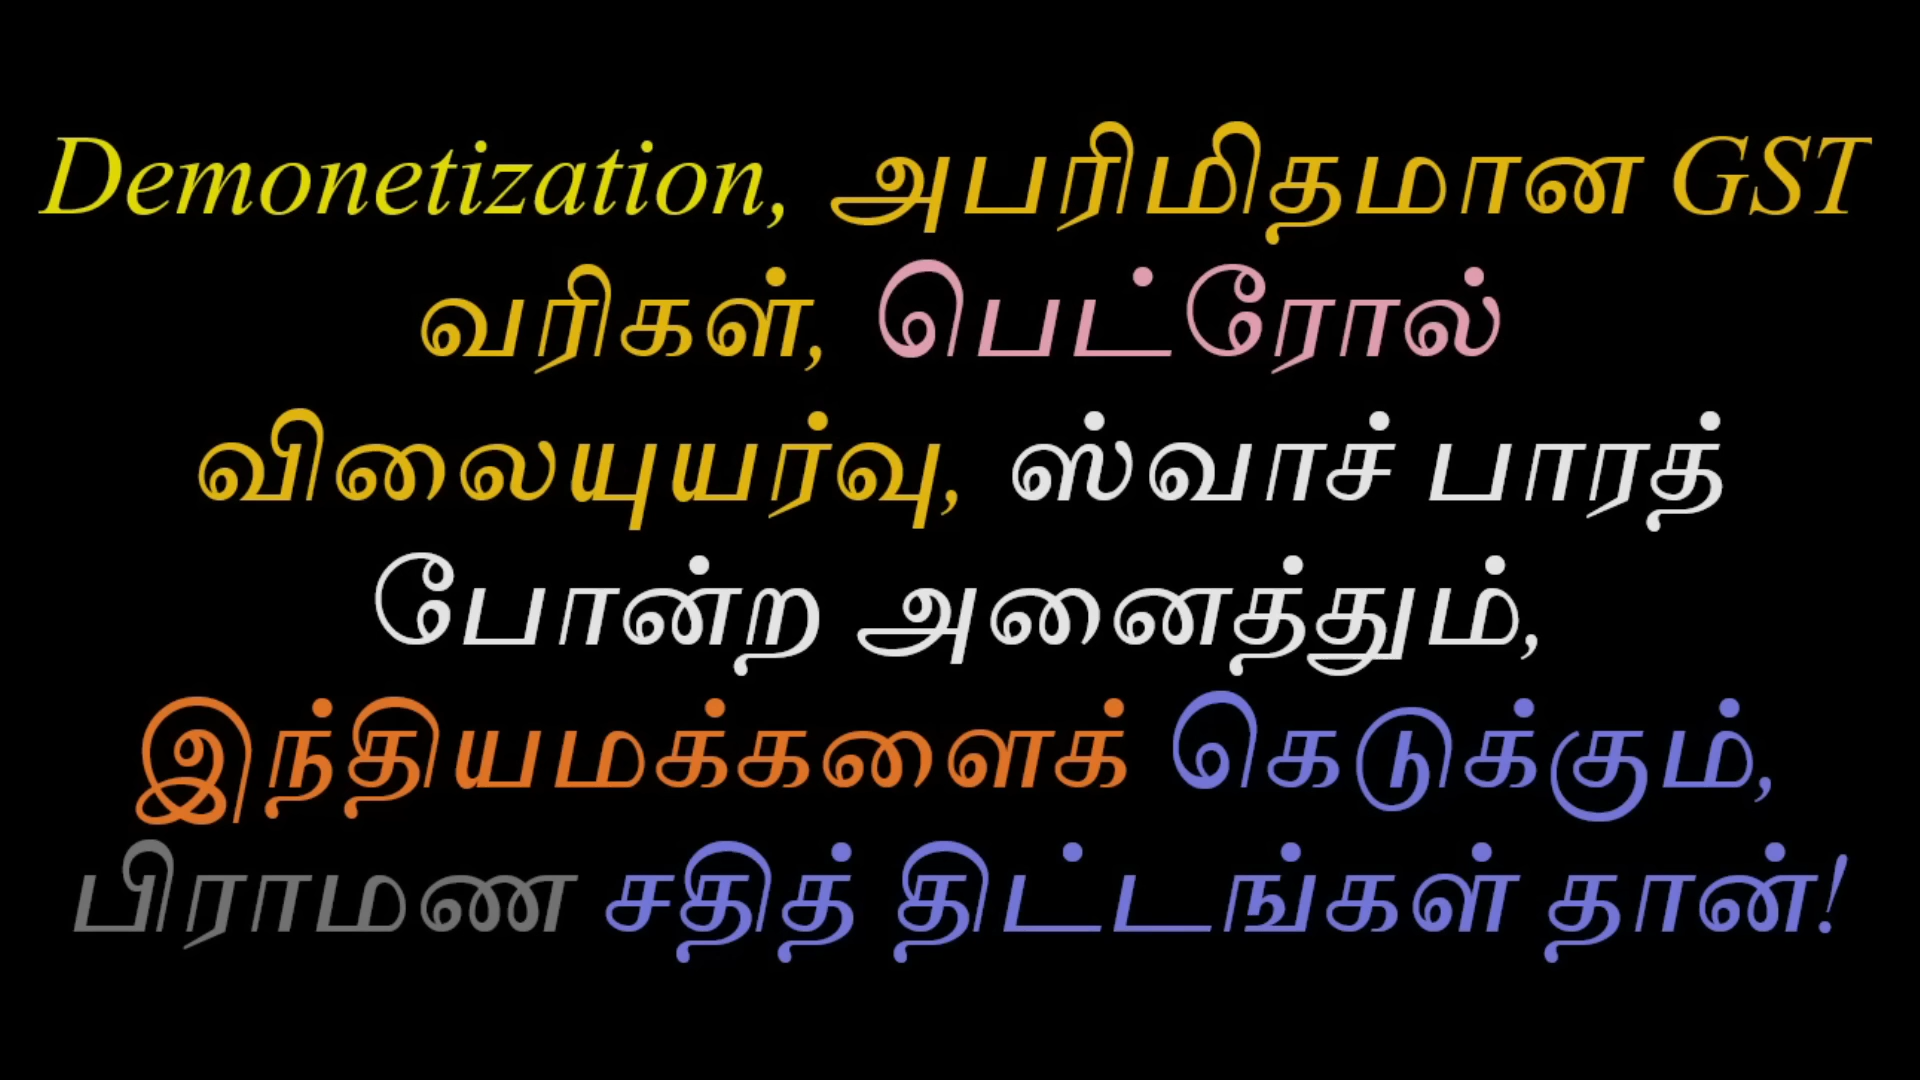 Demonetization, அபரிமிதமான GST
வரிகள், பெட்ரோல்
விலையுயர்வு, ஸ்வாச் பாரத்
போன்ற அனைத்தும்,
இந்தியமக்களைக் கெடுக்கும்,
பிராமண சதித் திட்டங்கள் தான்!